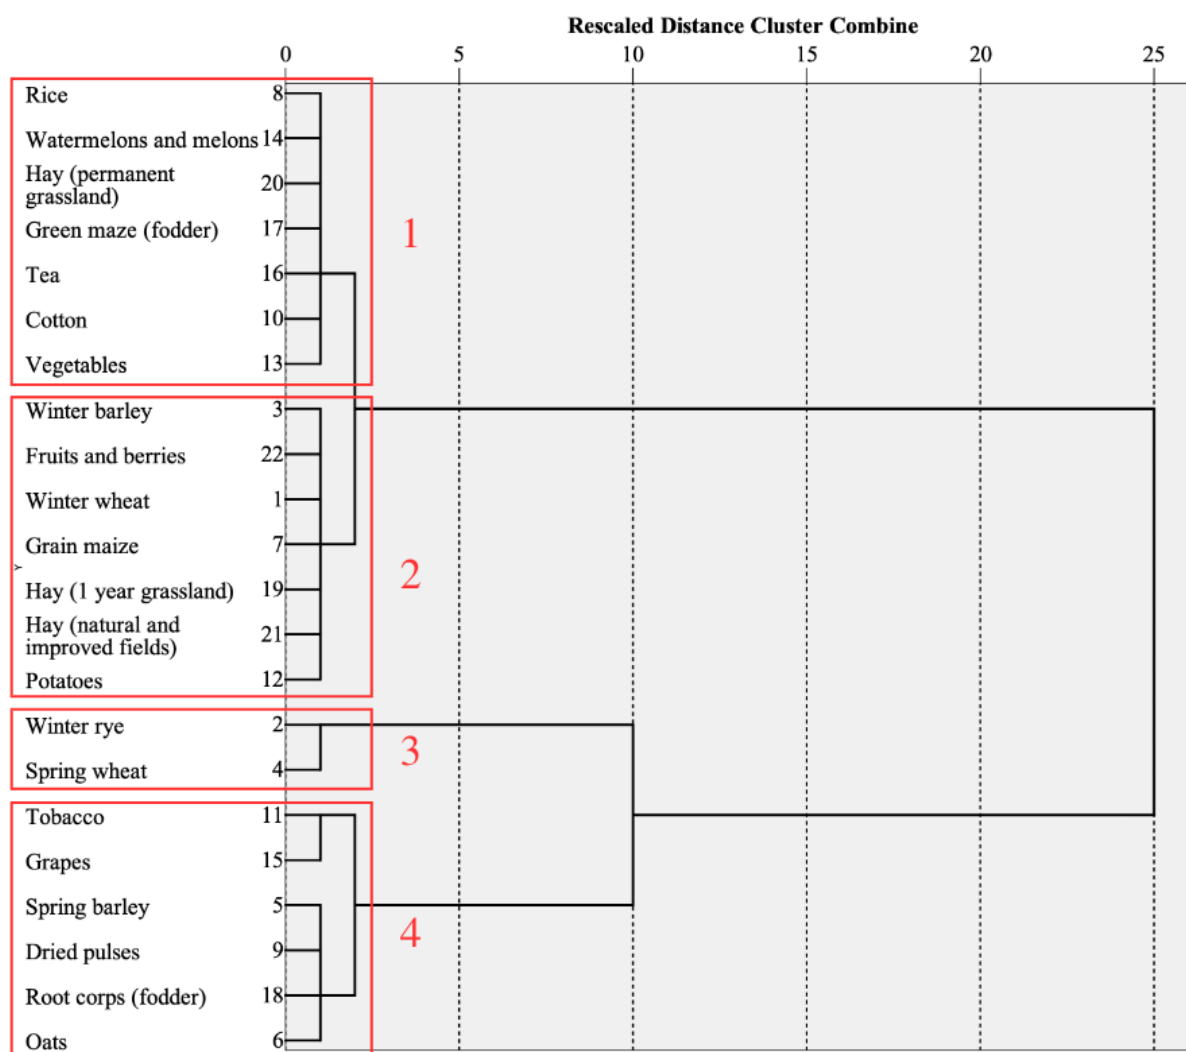 Rescaled Distance Cluster Combine
0 5 10 15 20 25
Rice 8
Watermelons and melons 14
Hay (permanent
grassland) 20
Green maze (fodder) 17
1
Tea 16
Cotton 10
Vegetables 13
Winter barley 3
Fruits and berries 22
Winter wheat 1
Grain maize 7
Y
2
Hay (1 year grassland) 19
Hay (natural and
improved fields) 21
Potatoes 12
Winter rye 2
3
Spring wheat 4
Tobacco 11
Grapes 15
Spring barley 5
4
Dried pulses 9
Root corps (fodder) 18
Oats 6